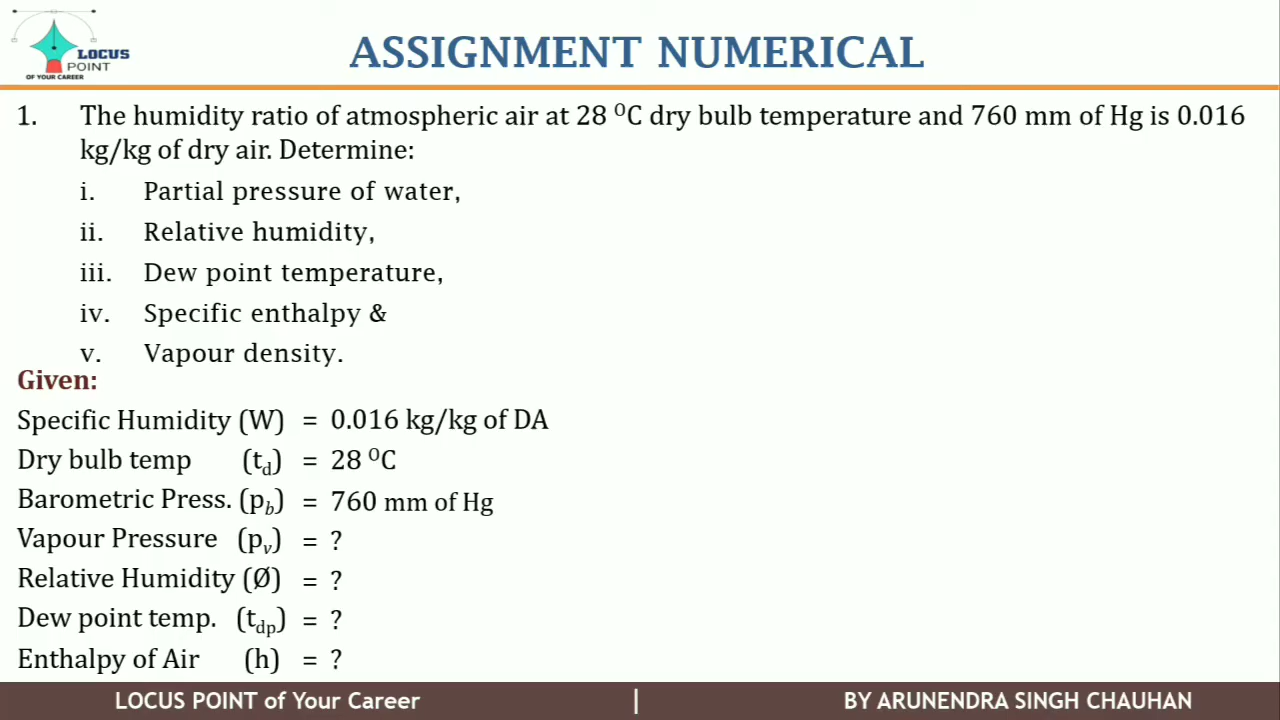 LOCUS
POINT
OF YOUR CAREER
ASSIGNMENT NUMERICAL
1. The humidity ratio of atmospheric air at 28 ⁰C dry bulb temperature and 760 mm of Hg is 0.016
kg/kg of dry air. Determine:
i. Partial pressure of water,
ii. Relative humidity,
iii. Dew point temperature,
iv. Specific enthalpy &
v. Vapour density.
Given:
Specific Humidity (W) = 0.016 kg/kg of DA
Dry bulb temp (t_d) = 28 ⁰C
Barometric Press. (p_b) = 760 mm of Hg
Vapour Pressure (p_v) = ?
Relative Humidity (Ø) = ?
Dew point temp. (t_dp) = ?
Enthalpy of Air (h) = ?
LOCUS POINT of Your Career | BY ARUNENDRA SINGH CHAUHAN